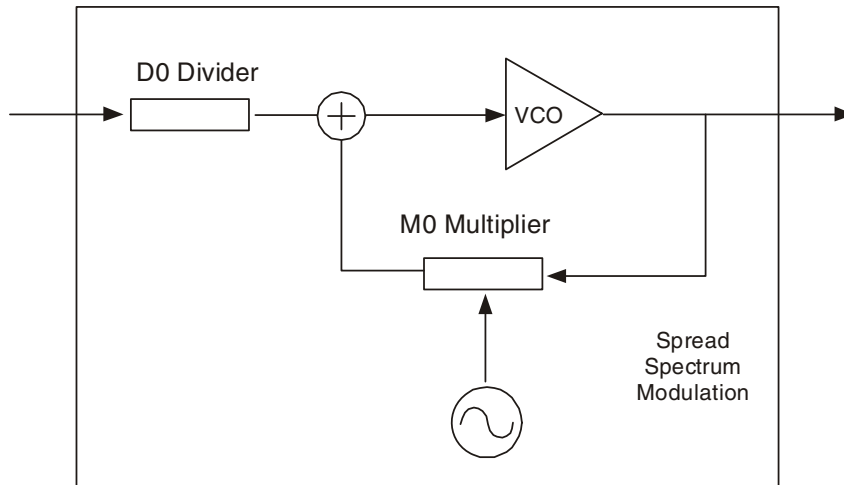 D0 Divider
VCO
M0 Multiplier
Spread
Spectrum
Modulation